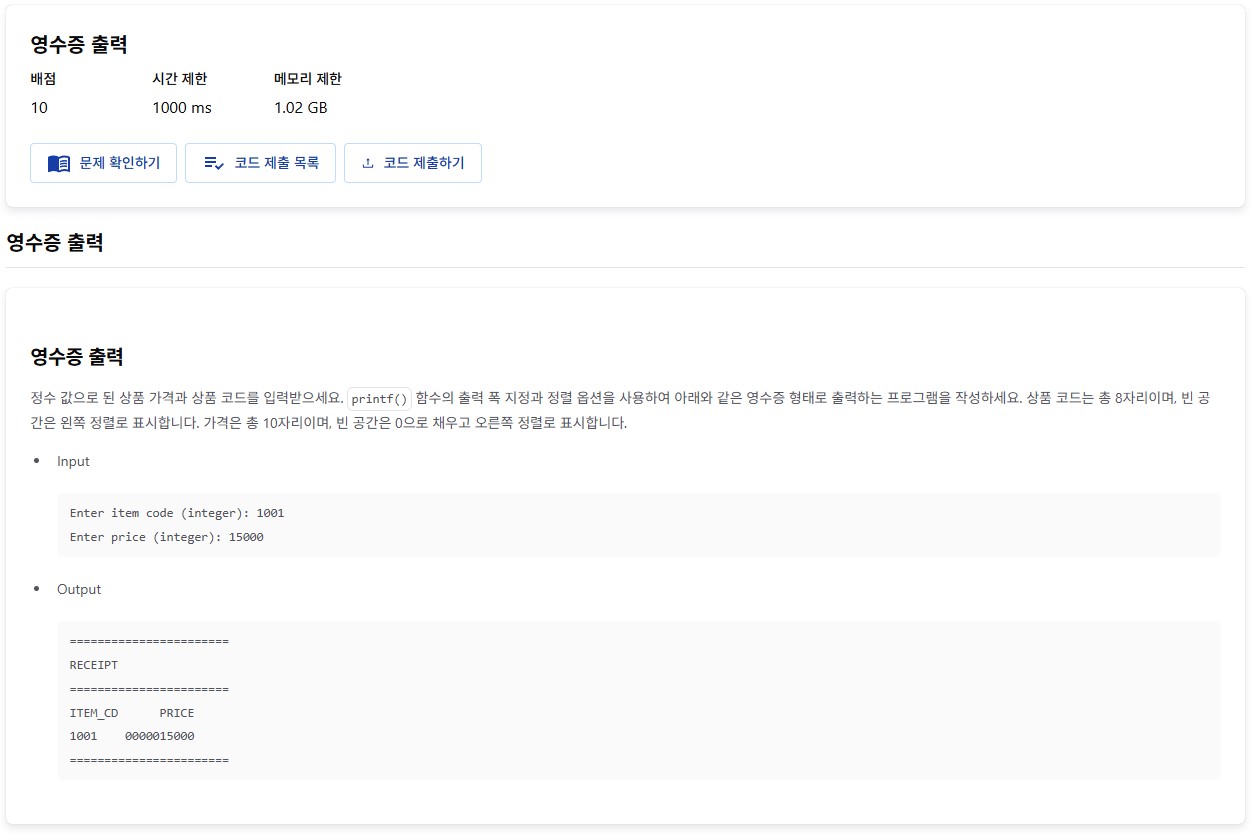 영수증 출력
배점 시간 제한 메모리 제한
10 1000 ms 1.02 GB
문제 확인하기 코드 제출 목록 코드 제출하기
영수증 출력
영수증 출력
정수 값으로 된 상품 가격과 상품 코드를 입력받으세요. printf() 함수의 출력 폭 지정과 정렬 옵션을 사용하여 아래와 같은 영수증 형태로 출력하는 프로그램을 작성하세요. 상품 코드는 총 8자리이며, 빈 공
간은 왼쪽 정렬로 표시합니다. 가격은 총 10자리이며, 빈 공간은 0으로 채우고 오른쪽 정렬로 표시합니다.
• Input
Enter item code (integer): 1001
Enter price (integer): 15000
• Output
=======================
RECEIPT
=======================
ITEM_CD      PRICE
1001    0000015000
=======================